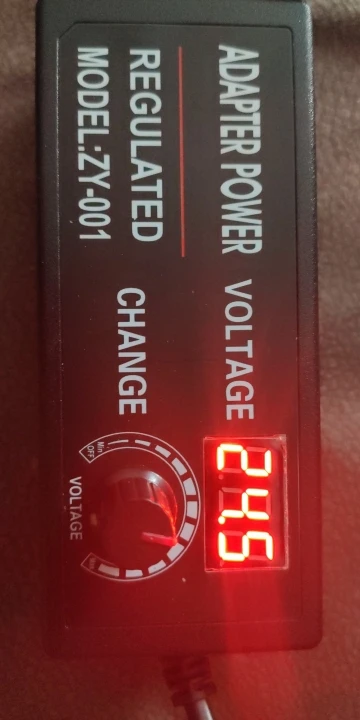 ADAPTER POWER VOLTAGE
24.5
REGULATED CHANGE
MODEL:ZY-001
Min
OFF
VOLTAGE